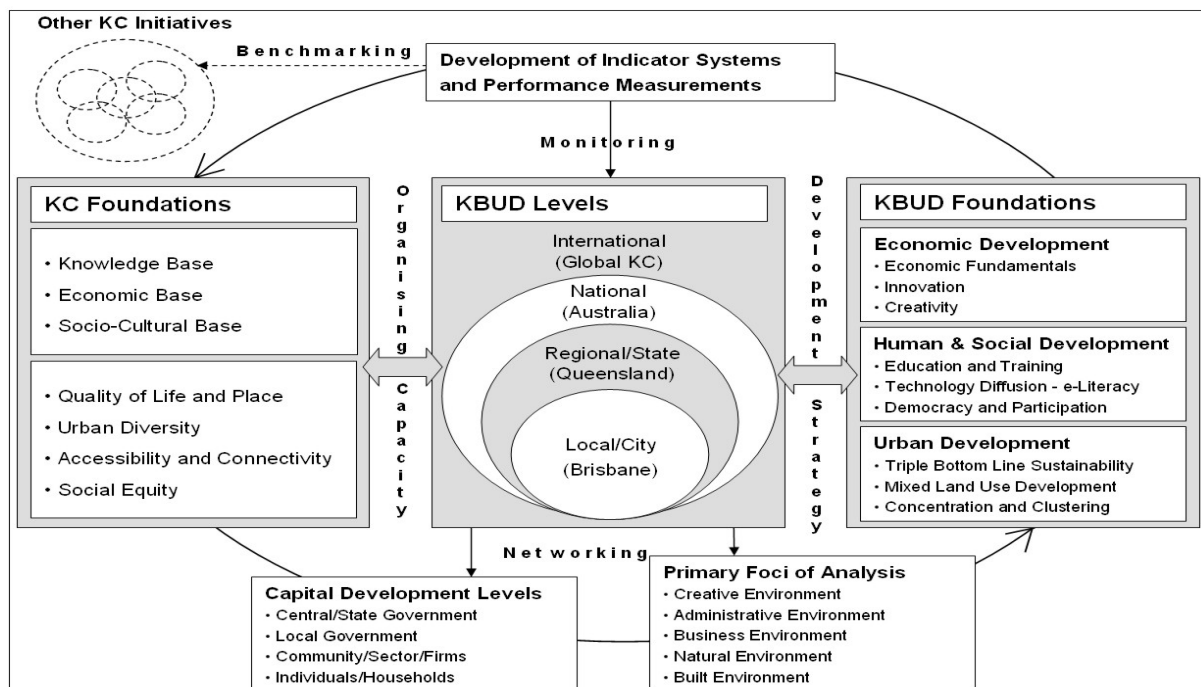 Other KC Initiatives
Benchmarking
Development of Indicator Systems
and Performance Measurements
Monitoring
KC Foundations
• Knowledge Base
• Economic Base
• Socio-Cultural Base
• Quality of Life and Place
• Urban Diversity
• Accessibility and Connectivity
• Social Equity
Organising Capacity
KBUD Levels
International
(Global KC)
National
(Australia)
Regional/State
(Queensland)
Local/City
(Brisbane)
Development Strategy
KBUD Foundations
Economic Development
• Economic Fundamentals
• Innovation
• Creativity
Human & Social Development
• Education and Training
• Technology Diffusion - e-Literacy
• Democracy and Participation
Urban Development
• Triple Bottom Line Sustainability
• Mixed Land Use Development
• Concentration and Clustering
Networking
Capital Development Levels
• Central/State Government
• Local Government
• Community/Sector/Firms
• Individuals/Households
Primary Foci of Analysis
• Creative Environment
• Administrative Environment
• Business Environment
• Natural Environment
• Built Environment